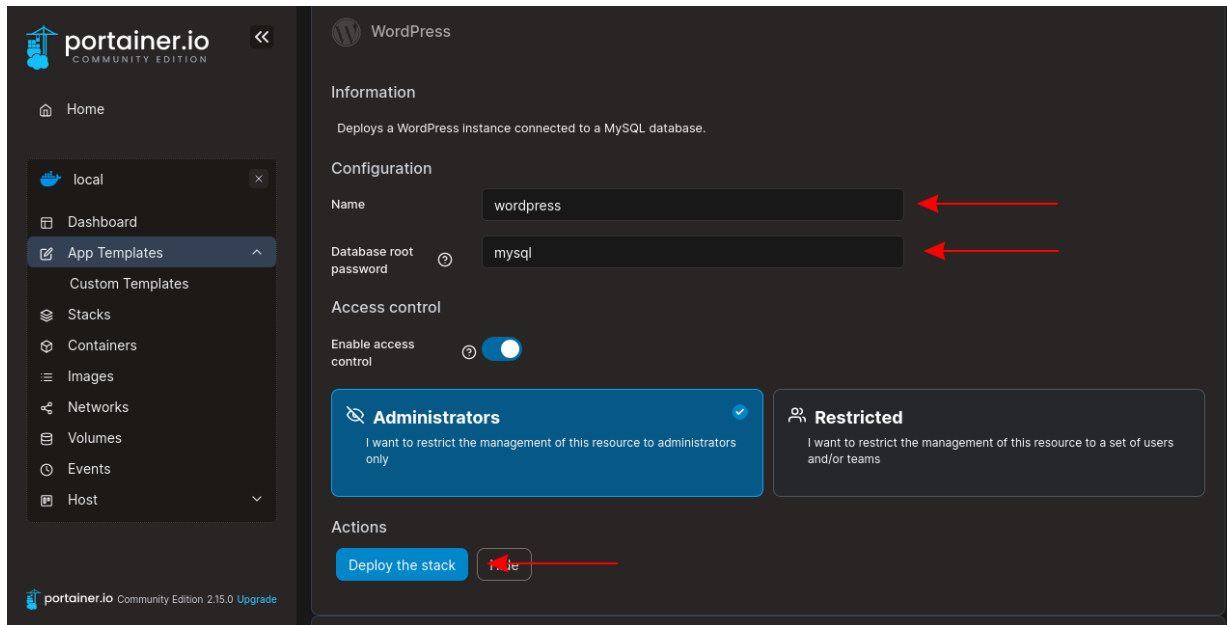 portainer.io
COMMUNITY EDITION
Home
local
Dashboard
App Templates
Custom Templates
Stacks
Containers
Images
Networks
Volumes
Events
Host
portainer.io Community Edition 2.15.0 Upgrade
WordPress
Information
Deploys a WordPress instance connected to a MySQL database.
Configuration
Name
wordpress
Database root
password
mysql
Access control
Enable access
control
Administrators
I want to restrict the management of this resource to administrators
only
Restricted
I want to restrict the management of this resource to a set of users
and/or teams
Actions
Deploy the stack
Hide